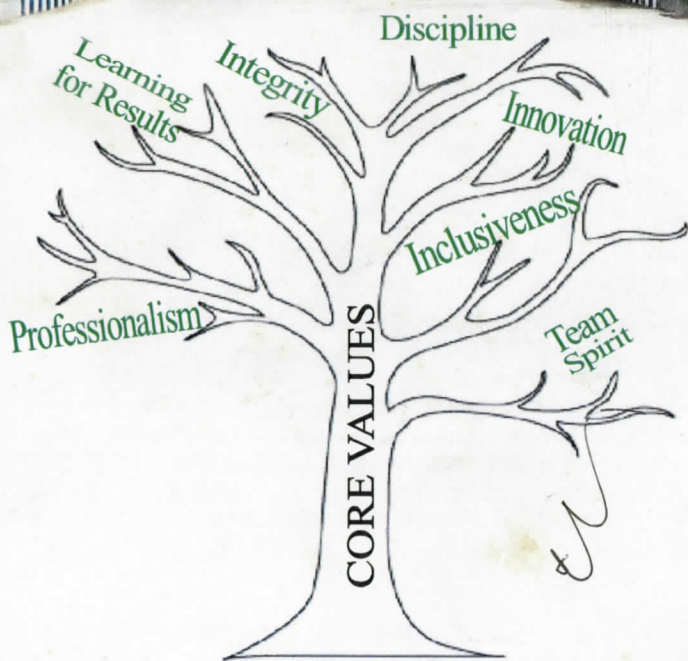 Discipline
Learning
for Results
Integrity
Innovation
Inclusiveness
Professionalism
Team
Spirit
CORE VALUES